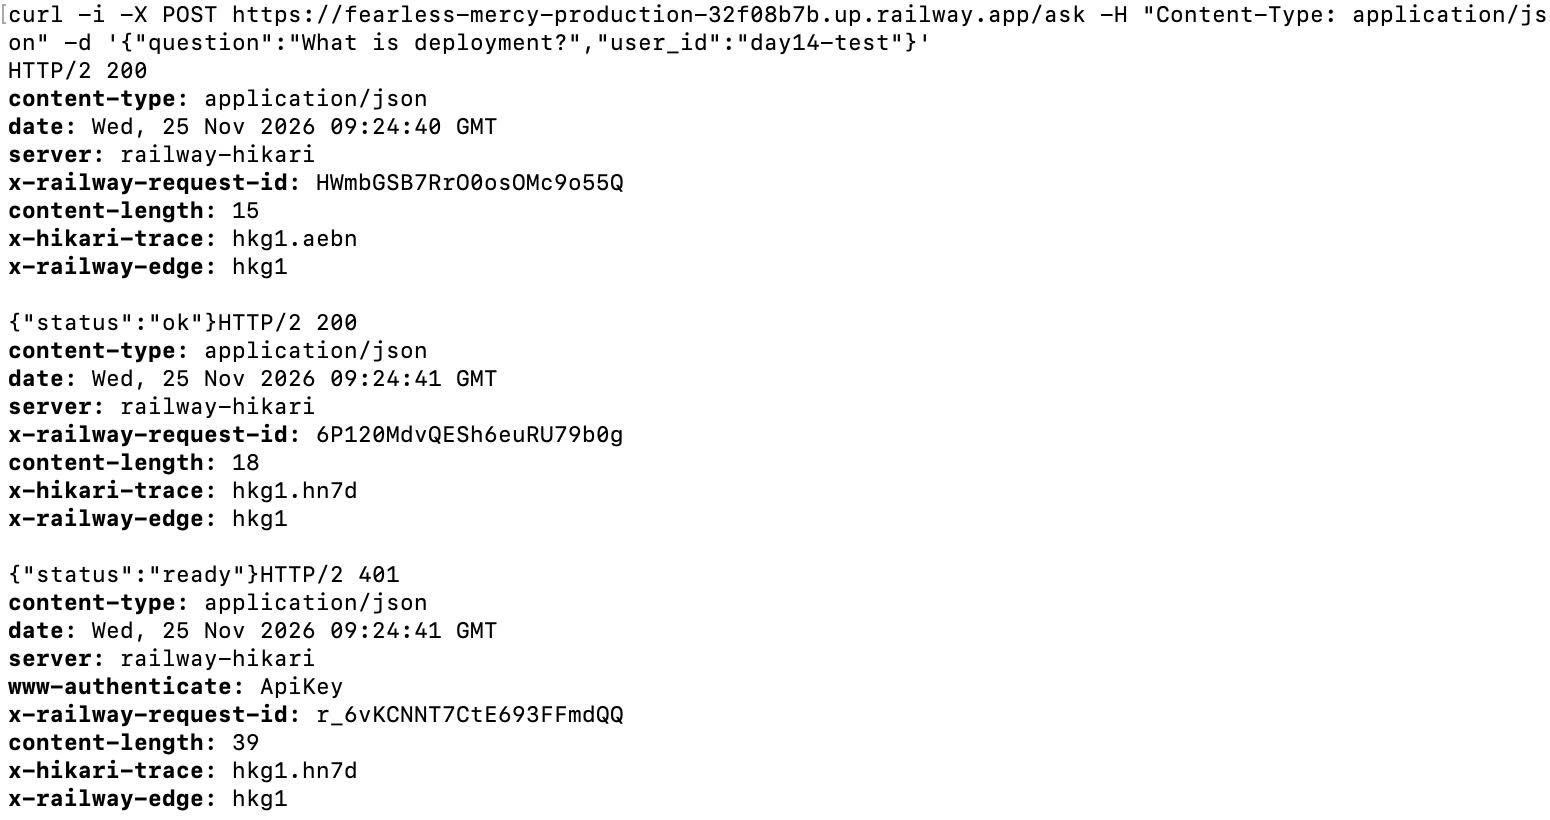 curl -i -X POST https://fearless-mercy-production-32f08b7b.up.railway.app/ask -H "Content-Type: application/js
on" -d '{"question":"What is deployment?","user_id":"day14-test"}'
HTTP/2 200
content-type: application/json
date: Wed, 25 Nov 2026 09:24:40 GMT
server: railway-hikari
x-railway-request-id: HWmbGSB7RrO0osOMc9o55Q
content-length: 15
x-hikari-trace: hkg1.aebn
x-railway-edge: hkg1

{"status":"ok"}HTTP/2 200
content-type: application/json
date: Wed, 25 Nov 2026 09:24:41 GMT
server: railway-hikari
x-railway-request-id: 6P120MdvQESh6euRU79b0g
content-length: 18
x-hikari-trace: hkg1.hn7d
x-railway-edge: hkg1

{"status":"ready"}HTTP/2 401
content-type: application/json
date: Wed, 25 Nov 2026 09:24:41 GMT
server: railway-hikari
www-authenticate: ApiKey
x-railway-request-id: r_6vKCNNT7CtE693FFmdQQ
content-length: 39
x-hikari-trace: hkg1.hn7d
x-railway-edge: hkg1